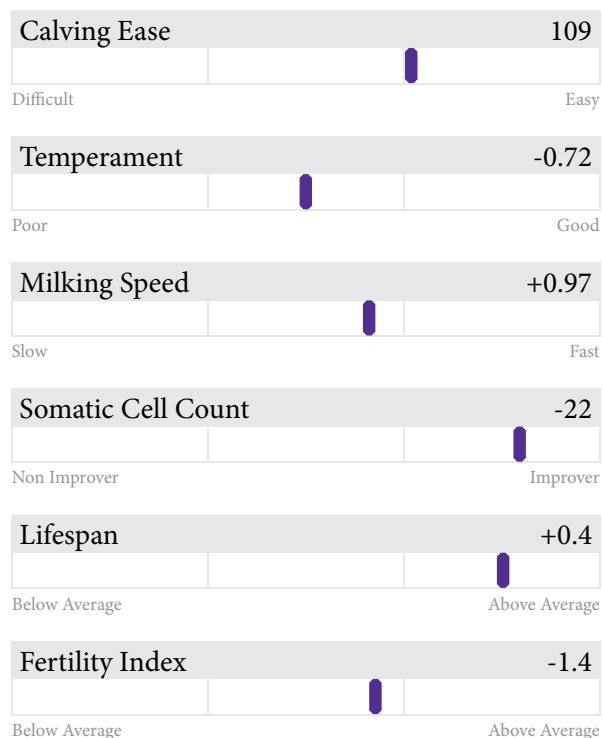 Calving Ease 109
Difficult Easy
Temperament -0.72
Poor Good
Milking Speed +0.97
Slow Fast
Somatic Cell Count -22
Non Improver Improver
Lifespan +0.4
Below Average Above Average
Fertility Index -1.4
Below Average Above Average